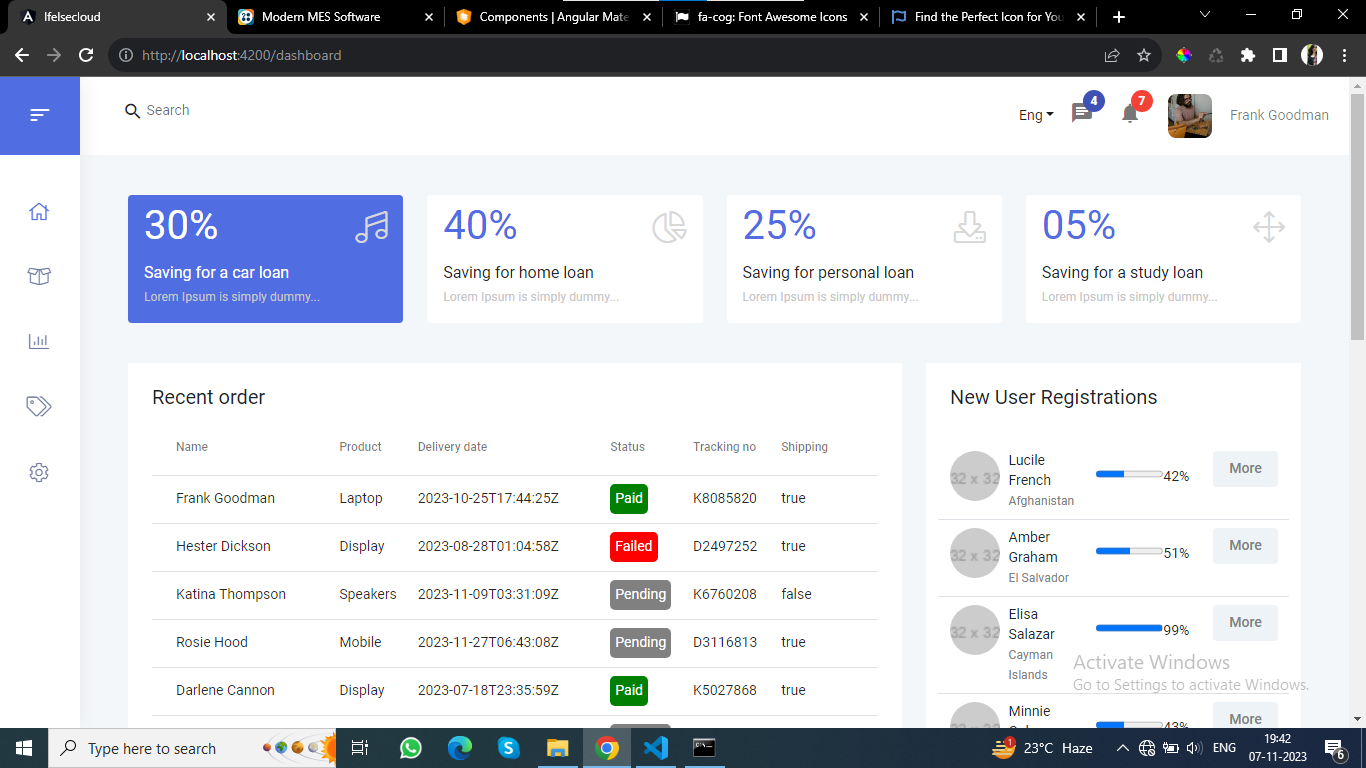 lfelsecloud
Modern MES Software
Components | Angular Mate
fa-cog: Font Awesome Icons
Find the Perfect Icon for You
http://localhost:4200/dashboard
Search
Eng
4
7
Frank Goodman
30%
Saving for a car loan
Lorem Ipsum is simply dummy...
40%
Saving for home loan
Lorem Ipsum is simply dummy...
25%
Saving for personal loan
Lorem Ipsum is simply dummy...
05%
Saving for a study loan
Lorem Ipsum is simply dummy...
Recent order
Name Product Delivery date Status Tracking no Shipping
Frank Goodman Laptop 2023-10-25T17:44:25Z Paid K8085820 true
Hester Dickson Display 2023-08-28T01:04:58Z Failed D2497252 true
Katina Thompson Speakers 2023-11-09T03:31:09Z Pending K6760208 false
Rosie Hood Mobile 2023-11-27T06:43:08Z Pending D3116813 true
Darlene Cannon Display 2023-07-18T23:35:59Z Paid K5027868 true
New User Registrations
32 x 32
Lucile
French
Afghanistan
42%
More
32 x 32
Amber
Graham
El Salvador
51%
More
32 x 32
Elisa
Salazar
Cayman
Islands
99%
More
32 x 32
Minnie
43%
More
Activate Windows
Go to Settings to activate Windows.
Type here to search
1
23°C Haze
ENG
19:42
07-11-2023
6